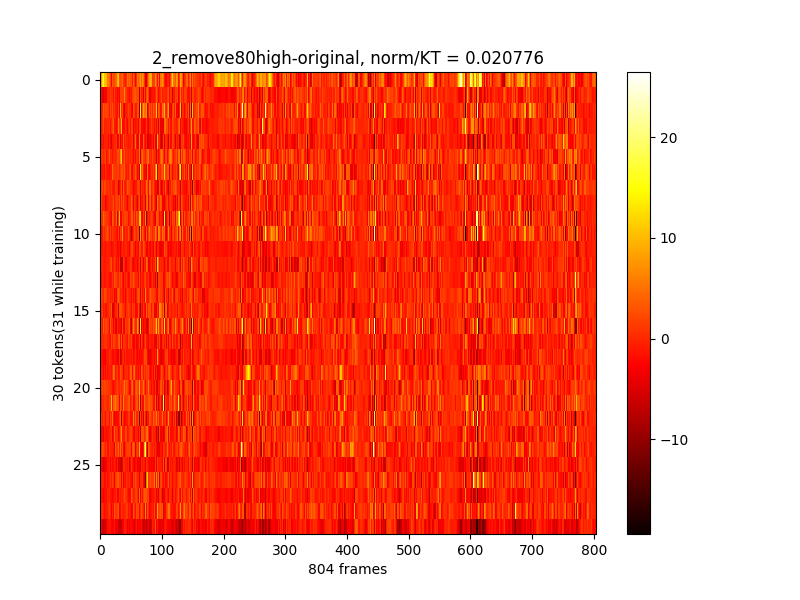 2_remove80high-original, norm/KT = 0.020776
0
5
10
15
20
25
30 tokens(31 while training)
0 100 200 300 400 500 600 700 800
804 frames
20
10
0
−10